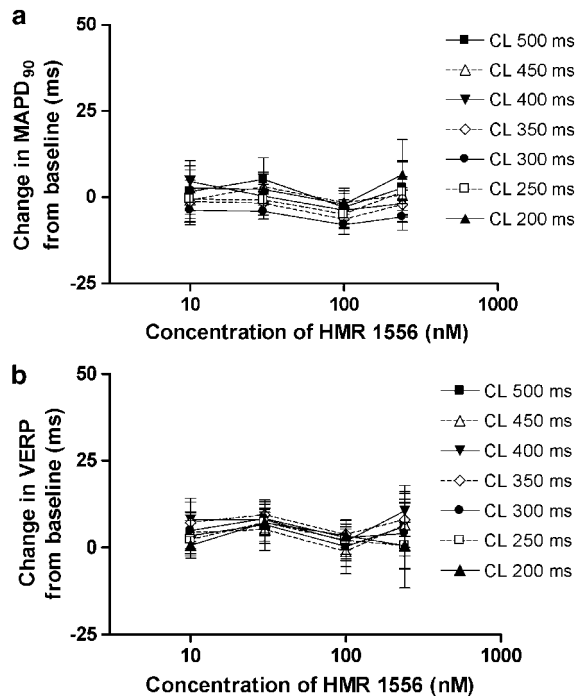 a
Change in MAPD90
from baseline (ms)
50
25
0
-25
10
100
1000
Concentration of HMR 1556 (nM)
CL 500 ms
CL 450 ms
CL 400 ms
CL 350 ms
CL 300 ms
CL 250 ms
CL 200 ms
b
Change in VERP
from baseline (ms)
50
25
0
-25
10
100
1000
Concentration of HMR 1556 (nM)
CL 500 ms
CL 450 ms
CL 400 ms
CL 350 ms
CL 300 ms
CL 250 ms
CL 200 ms